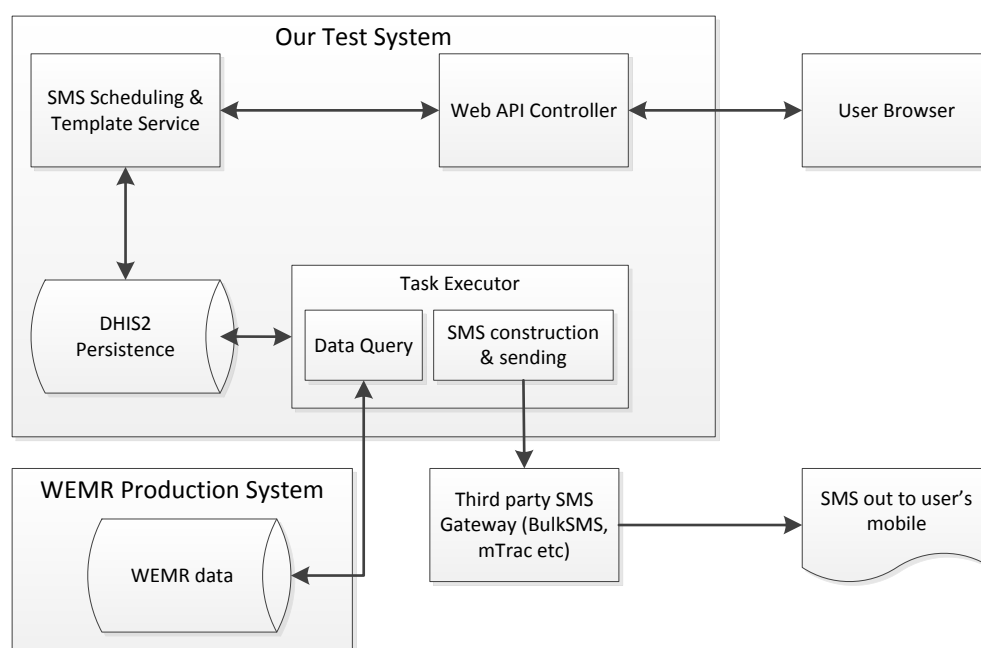 Our Test System
SMS Scheduling &
Template Service
Web API Controller
User Browser
DHIS2
Persistence
Task Executor
Data Query
SMS construction
& sending
WEMR Production System
WEMR data
Third party SMS
Gateway (BulkSMS,
mTrac etc)
SMS out to user's
mobile